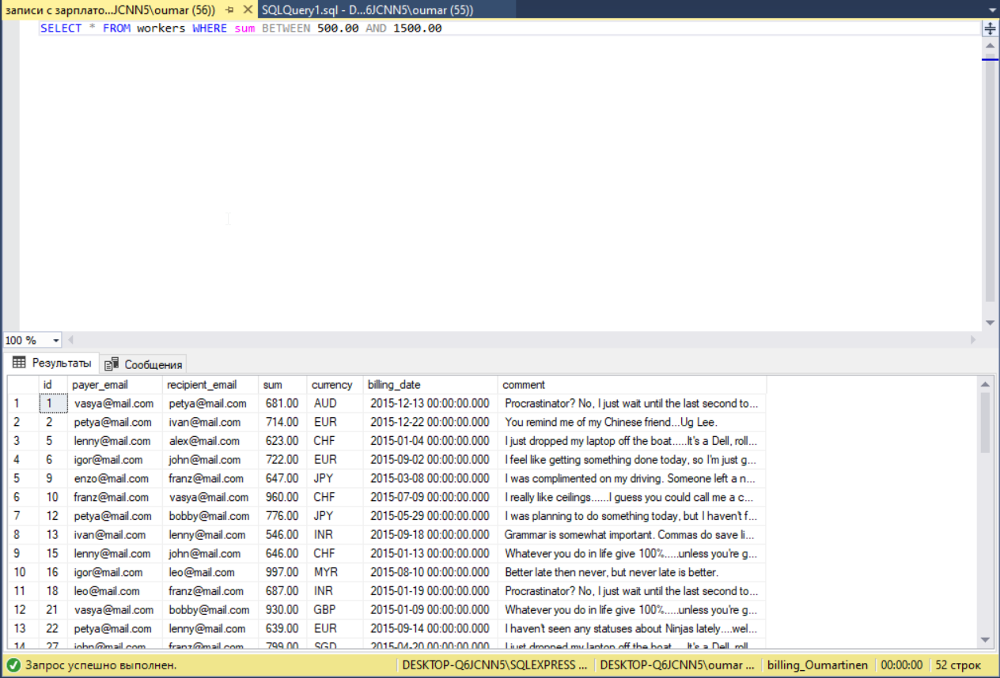 записи с зарплато...JCNN5\oumar (56)) SQLQuery1.sql - D...6JCNN5\oumar (55))
SELECT * FROM workers WHERE sum BETWEEN 500.00 AND 1500.00
100 %
Результаты Сообщения
id payer_email recipient_email sum currency billing_date comment
1 1 vasya@mail.com petya@mail.com 681.00 AUD 2015-12-13 00:00:00.000 Procrastinator? No, I just wait until the last second to...
2 2 petya@mail.com ivan@mail.com 714.00 EUR 2015-12-22 00:00:00.000 You remind me of my Chinese friend...Ug Lee.
3 5 lenny@mail.com alex@mail.com 623.00 CHF 2015-01-04 00:00:00.000 I just dropped my laptop off the boat.....It's a Dell, roll...
4 6 igor@mail.com john@mail.com 722.00 EUR 2015-09-02 00:00:00.000 I feel like getting something done today, so I'm just g...
5 9 enzo@mail.com franz@mail.com 647.00 JPY 2015-03-08 00:00:00.000 I was complimented on my driving. Someone left a n...
6 10 franz@mail.com vasya@mail.com 960.00 CHF 2015-07-09 00:00:00.000 I really like ceilings......I guess you could call me a c...
7 12 petya@mail.com bobby@mail.com 776.00 JPY 2015-05-29 00:00:00.000 I was planning to do something today, but I haven't f...
8 13 ivan@mail.com lenny@mail.com 546.00 INR 2015-09-18 00:00:00.000 Grammar is somewhat important. Commas do save li...
9 15 lenny@mail.com john@mail.com 646.00 CHF 2015-01-13 00:00:00.000 Whatever you do in life give 100%.....unless you're g...
10 16 igor@mail.com leo@mail.com 997.00 MYR 2015-08-10 00:00:00.000 Better late then never, but never late is better.
11 18 leo@mail.com franz@mail.com 687.00 INR 2015-01-19 00:00:00.000 Procrastinator? No, I just wait until the last second to...
12 21 vasya@mail.com bobby@mail.com 930.00 GBP 2015-01-09 00:00:00.000 Whatever you do in life give 100%.....unless you're g...
13 22 petya@mail.com lenny@mail.com 639.00 EUR 2015-09-14 00:00:00.000 I haven't seen any statuses about Ninjas lately....wel...
14 27 john@mail.com franz@mail.com 799.00 SGD 2015-04-20 00:00:00.000 I just dropped my laptop off the boat.....It's a Dell, roll...
Запрос успешно выполнен. DESKTOP-Q6JCNN5\SQLEXPRESS ... DESKTOP-Q6JCNN5\oumar ... billing_Oumartinen 00:00:00 52 строк